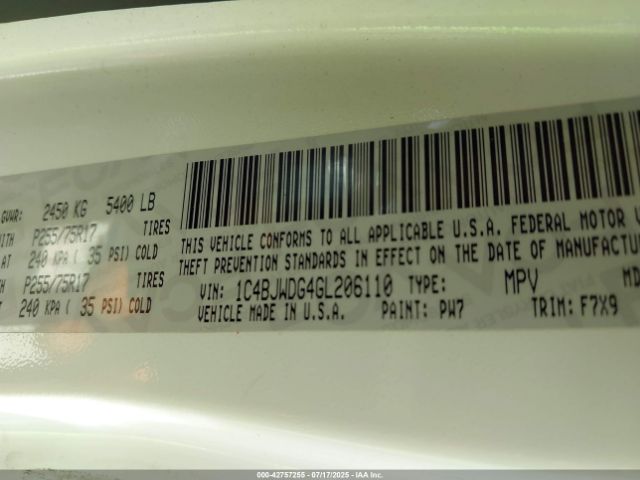 GVWR: 2450 KG 5400 LB
WITH P255/75R17 TIRES
AT 240 KPA ( 35 PSI) COLD
P255/75R17 TIRES
240 KPA ( 35 PSI) COLD
THIS VEHICLE CONFORMS TO ALL APPLICABLE U.S.A. FEDERAL MOTOR
THEFT PREVENTION STANDARDS IN EFFECT ON THE DATE OF MANUFACTU
VIN: 1C4BJWDG4GL206110 TYPE: MPV MD
VEHICLE MADE IN U.S.A. PAINT: PW7 TRIM: F7X9
000-42757255 - 07/17/2025 - IAA Inc.